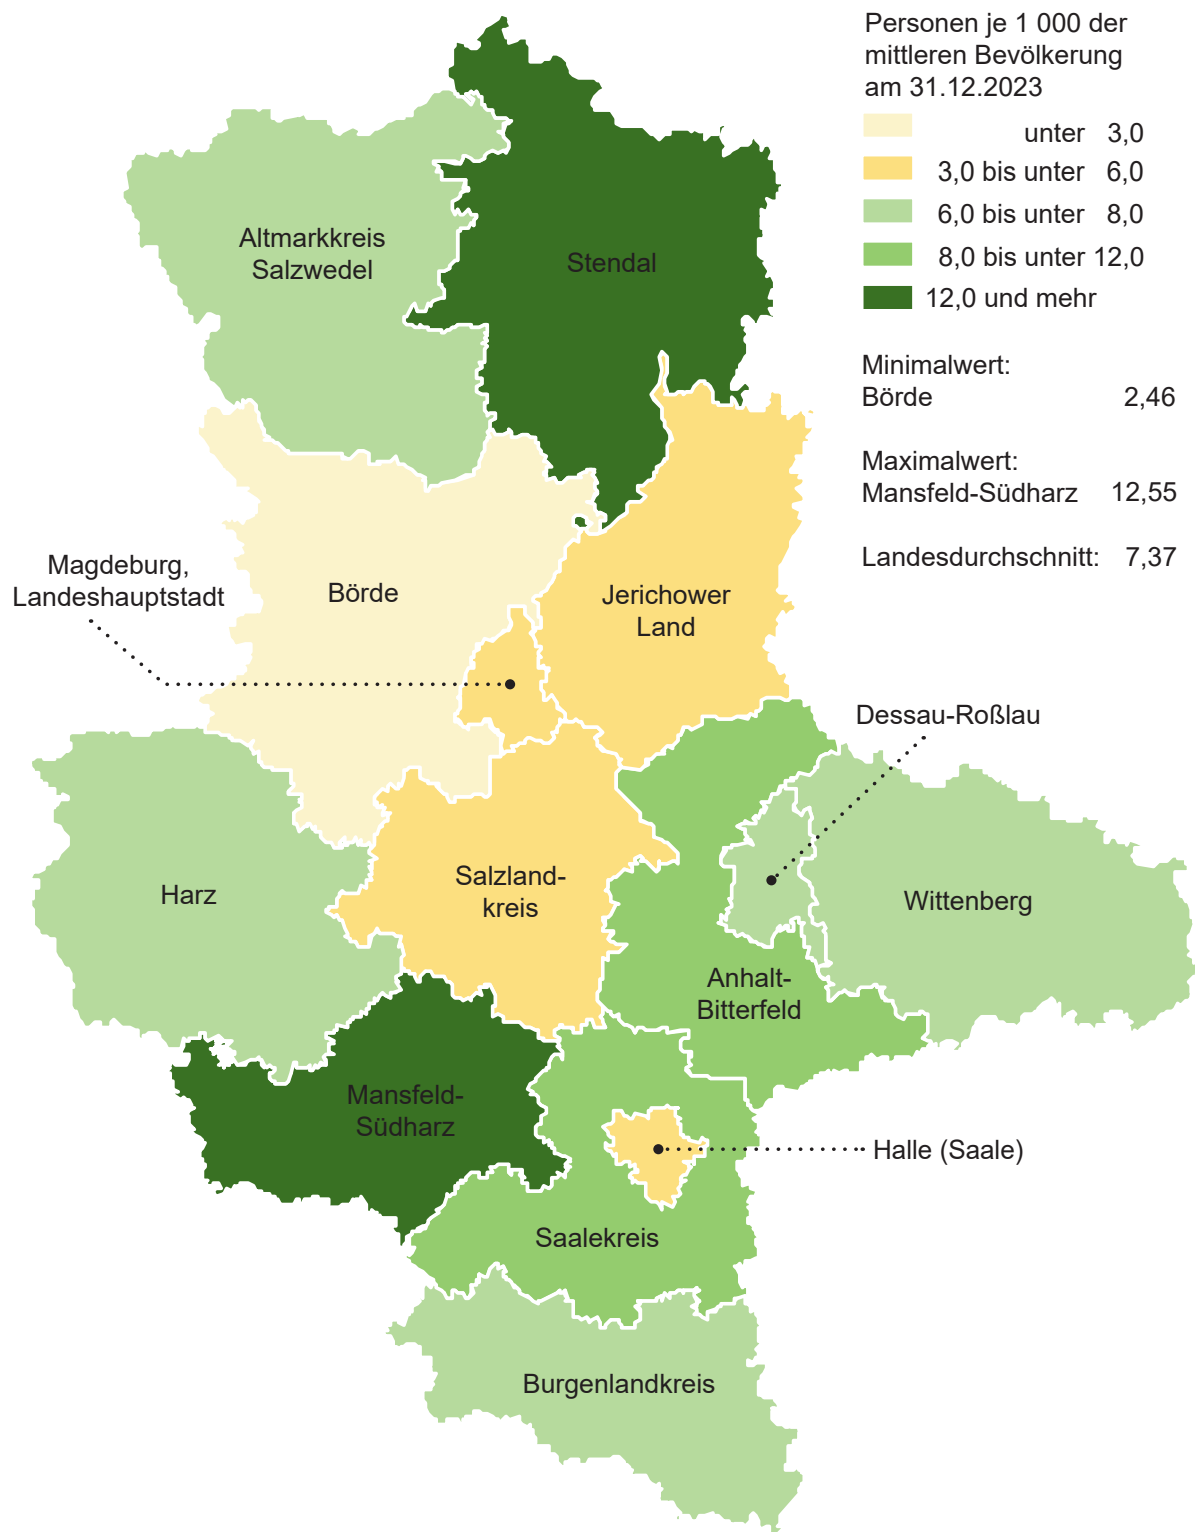 Personen je 1 000 der
mittleren Bevölkerung
am 31.12.2023
unter 3,0
3,0 bis unter 6,0
6,0 bis unter 8,0
8,0 bis unter 12,0
12,0 und mehr
Minimalwert:
Börde 2,46
Maximalwert:
Mansfeld-Südharz 12,55
Landesdurchschnitt: 7,37
Altmarkkreis
Salzwedel
Stendal
Magdeburg,
Landeshauptstadt
Börde
Jerichower
Land
Dessau-Roßlau
Harz
Salzland-
kreis
Wittenberg
Anhalt-
Bitterfeld
Mansfeld-
Südharz
Halle (Saale)
Saalekreis
Burgenlandkreis